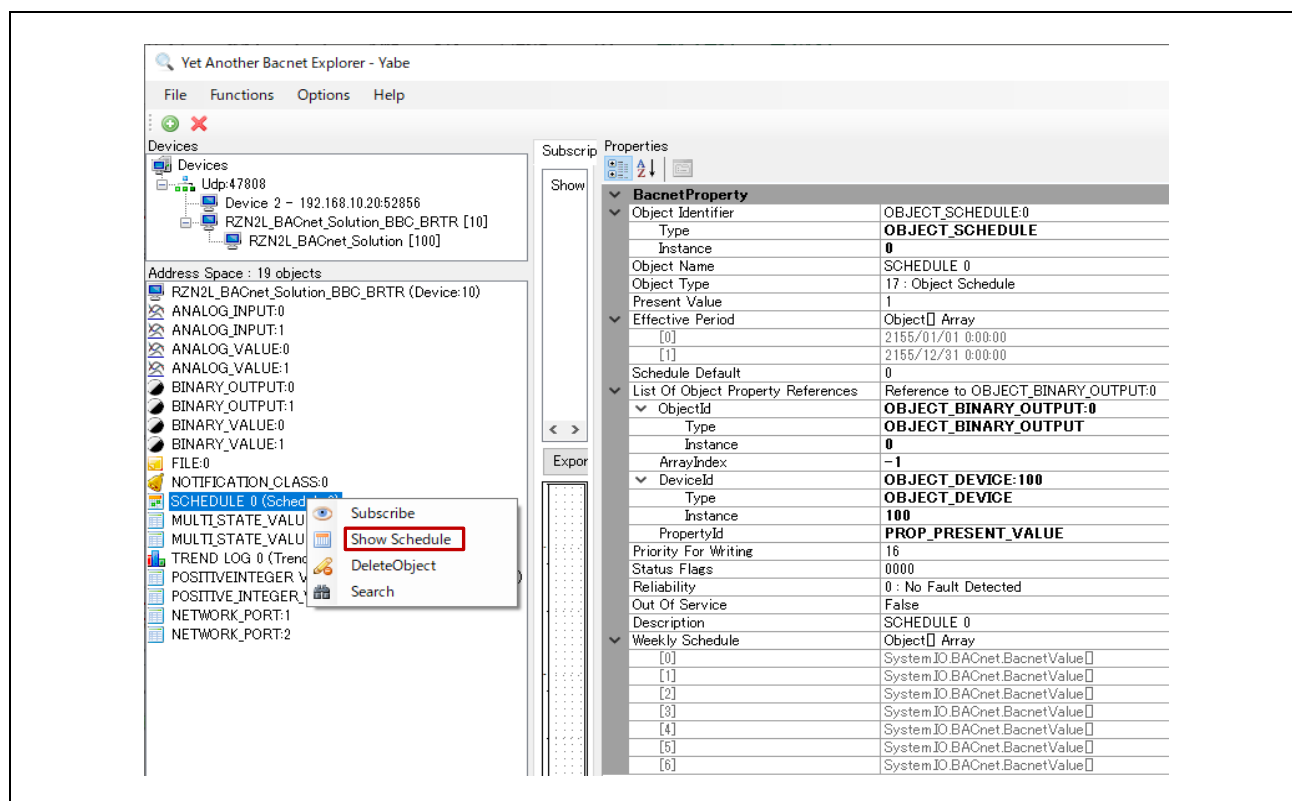 Yet Another Bacnet Explorer - Yabe
File Functions Options Help
Devices
Devices
Udp:47808
Device 2 - 192.168.10.20:52856
RZN2L_BACnet_Solution_BBC_BRTR [10]
RZN2L_BACnet_Solution [100]
Address Space : 19 objects
RZN2L_BACnet_Solution_BBC_BRTR (Device:10)
ANALOG_INPUT:0
ANALOG_INPUT:1
ANALOG_VALUE:0
ANALOG_VALUE:1
BINARY_OUTPUT:0
BINARY_OUTPUT:1
BINARY_VALUE:0
BINARY_VALUE:1
FILE:0
NOTIFICATION_CLASS:0
SCHEDULE 0
MULTI_STATE_VALU
MULTI_STATE_VALU
TREND LOG 0 (Trend
POSITIVEINTEGER
POSITIVE_INTEGER
NETWORK_PORT:1
NETWORK_PORT:2
Subscribe
Show Schedule
DeleteObject
Search
Subscrip
Show
Expor
Properties
BacnetProperty
Object Identifier OBJECT_SCHEDULE:0
Type OBJECT_SCHEDULE
Instance 0
Object Name SCHEDULE 0
Object Type 17 : Object Schedule
Present Value 1
Effective Period Object[] Array
[0] 2155/01/01 0:00:00
[1] 2155/12/31 0:00:00
Schedule Default 0
List Of Object Property References Reference to OBJECT_BINARY_OUTPUT:0
ObjectId OBJECT_BINARY_OUTPUT:0
Type OBJECT_BINARY_OUTPUT
Instance 0
ArrayIndex -1
DeviceId OBJECT_DEVICE:100
Type OBJECT_DEVICE
Instance 100
PropertyId PROP_PRESENT_VALUE
Priority For Writing 16
Status Flags 0000
Reliability 0 : No Fault Detected
Out Of Service False
Description SCHEDULE 0
Weekly Schedule Object[] Array
[0] System.IO.BACnet.BacnetValue[]
[1] System.IO.BACnet.BacnetValue[]
[2] System.IO.BACnet.BacnetValue[]
[3] System.IO.BACnet.BacnetValue[]
[4] System.IO.BACnet.BacnetValue[]
[5] System.IO.BACnet.BacnetValue[]
[6] System.IO.BACnet.BacnetValue[]